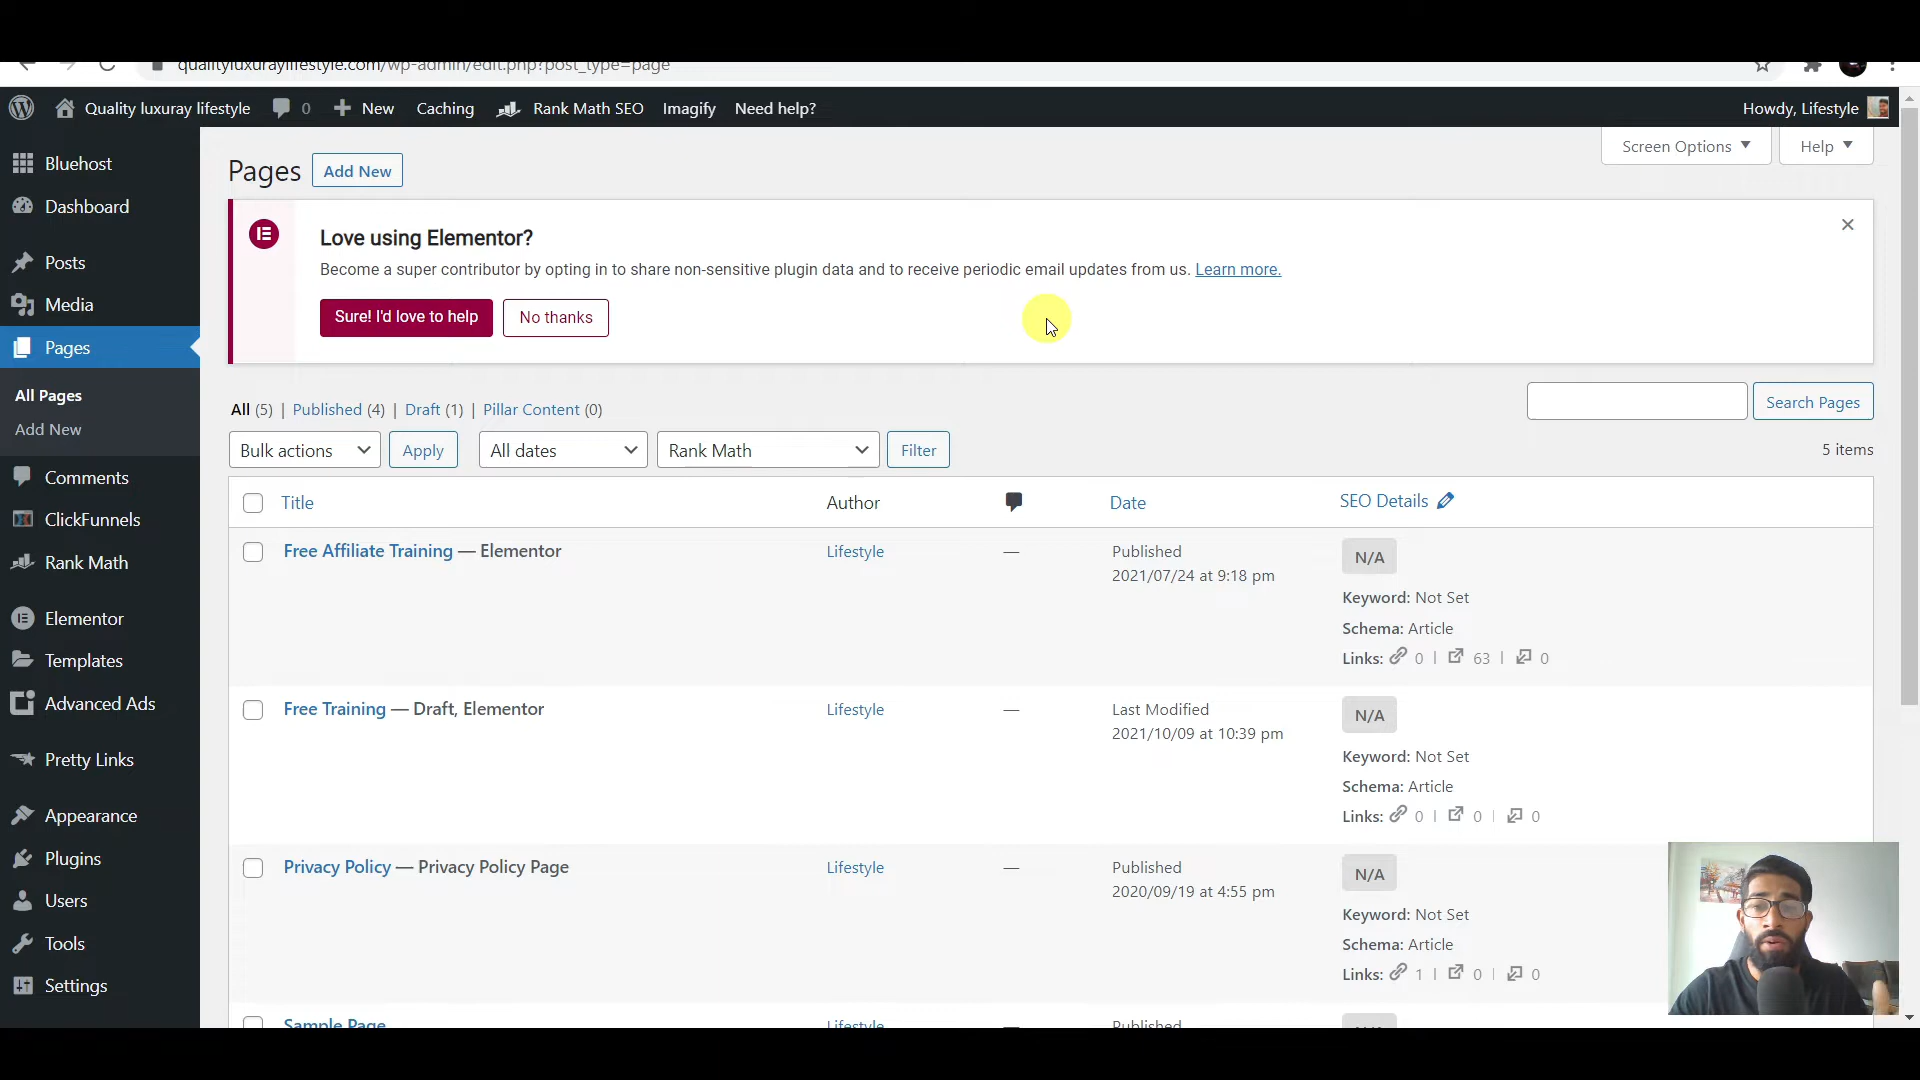 qualityluxuraylifestyle.com/wp-admin/edit.php?post_type=page
Quality luxuray lifestyle 0 New Caching Rank Math SEO Imagify Need help? Howdy, Lifestyle
Bluehost
Dashboard
Posts
Media
Pages
All Pages
Add New
Comments
ClickFunnels
Rank Math
Elementor
Templates
Advanced Ads
Pretty Links
Appearance
Plugins
Users
Tools
Settings
Screen Options Help
Pages Add New
Love using Elementor?
Become a super contributor by opting in to share non-sensitive plugin data and to receive periodic email updates from us. Learn more.
Sure! I'd love to help No thanks
All (5) | Published (4) | Draft (1) | Pillar Content (0)
Search Pages
Bulk actions Apply All dates Rank Math Filter 5 items
Title Author Date SEO Details
Free Affiliate Training — Elementor Lifestyle — Published N/A
2021/07/24 at 9:18 pm
Keyword: Not Set
Schema: Article
Links: 0 | 63 | 0
Free Training — Draft, Elementor Lifestyle — Last Modified N/A
2021/10/09 at 10:39 pm
Keyword: Not Set
Schema: Article
Links: 0 | 0 | 0
Privacy Policy — Privacy Policy Page Lifestyle — Published N/A
2020/09/19 at 4:55 pm
Keyword: Not Set
Schema: Article
Links: 1 | 0 | 0
Sample Page Lifestyle — Published